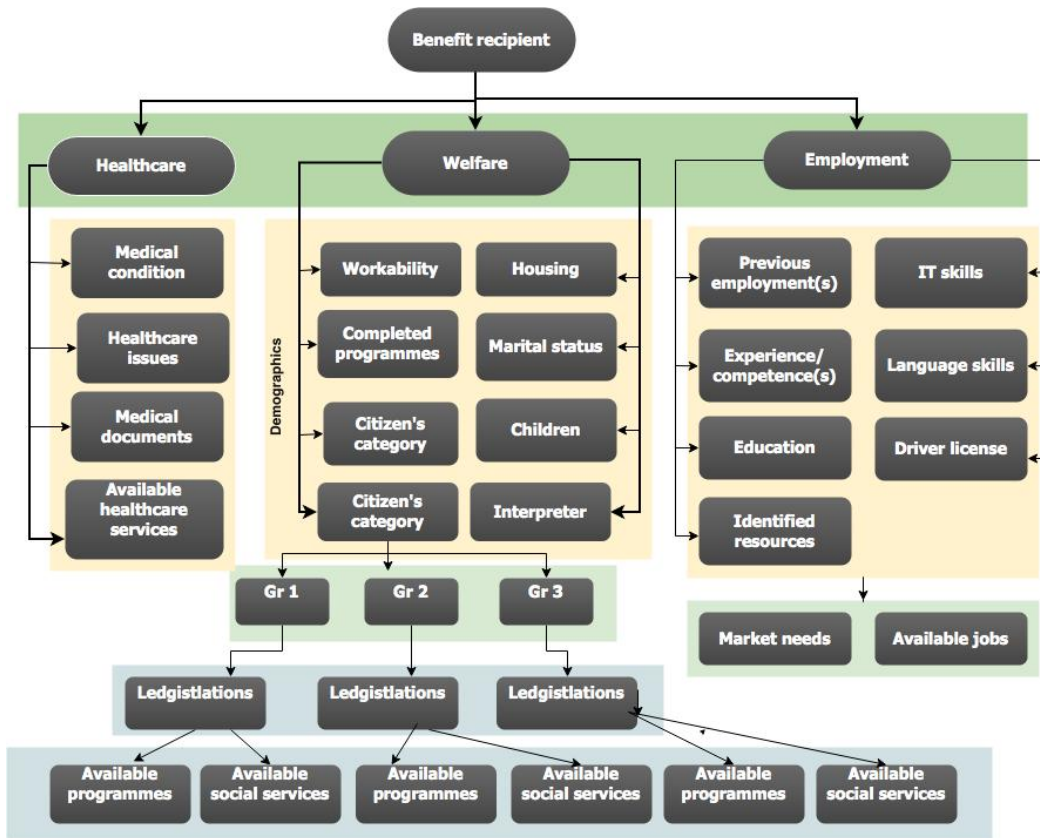 Benefit recipient
Healthcare
Welfare
Employment
Medical
condition
Healthcare
issues
Medical
documents
Available
healthcare
services
Demographics
Workability
Housing
Completed
programmes
Marital status
Citizen's
category
Children
Citizen's
category
Interpreter
Previous
employment(s)
IT skills
Experience/
competence(s)
Language skills
Education
Driver license
Identified
resources
Gr 1
Gr 2
Gr 3
Market needs
Available jobs
Ledgistlations
Ledgistlations
Ledgistlations
Available
programmes
Available
social services
Available
programmes
Available
social services
Available
programmes
Available
social services